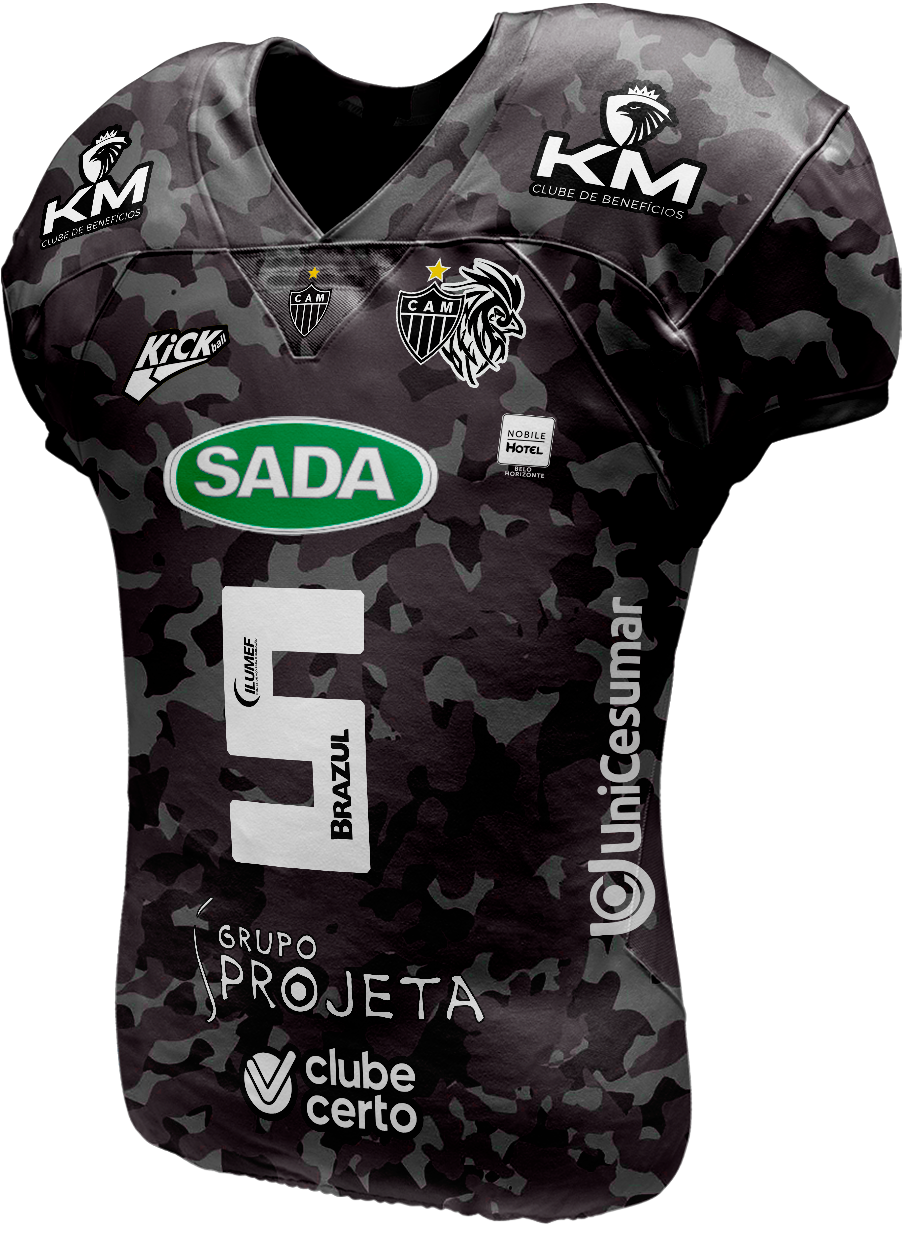 KM
CLUBE DE BENEFÍCIOS
KM
CLUBE DE BENEFÍCIOS
CAM
CAM
KiCK
ball
SADA
NOBILE
HOTEL
BELO
HORIZONTE
5
ILUMEF
BRAZUL
UniCesumar
GRUPO
PROJETA
clube
certo